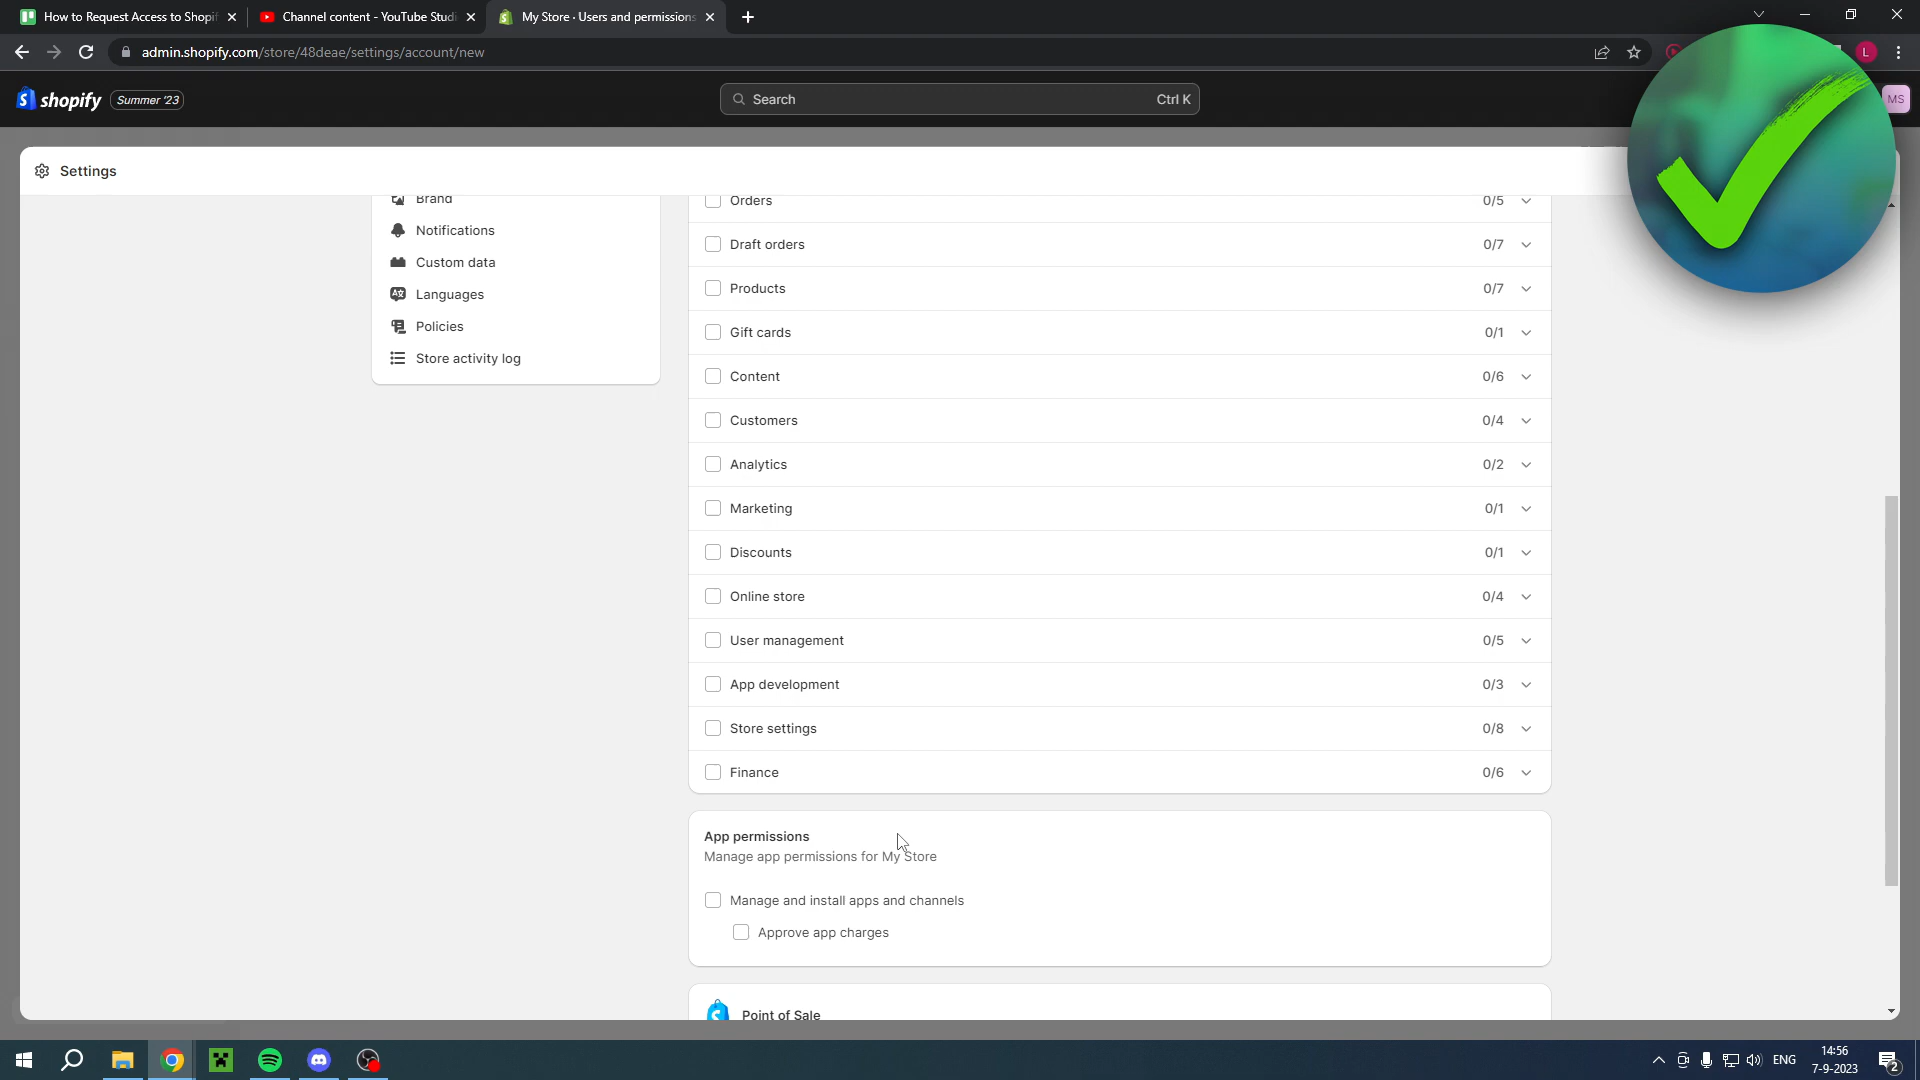 How to Request Access to Shopif
Channel content - YouTube Studi
My Store · Users and permissions
admin.shopify.com/store/48deae/settings/account/new
L
shopify
Summer '23
Search
Ctrl K
MS
Settings
Brand
Notifications
Custom data
Languages
Policies
Store activity log
Orders 0/5
Draft orders 0/7
Products 0/7
Gift cards 0/1
Content 0/6
Customers 0/4
Analytics 0/2
Marketing 0/1
Discounts 0/1
Online store 0/4
User management 0/5
App development 0/3
Store settings 0/8
Finance 0/6
App permissions
Manage app permissions for My Store
Manage and install apps and channels
Approve app charges
Point of Sale
ENG
14:56
7-9-2023
2